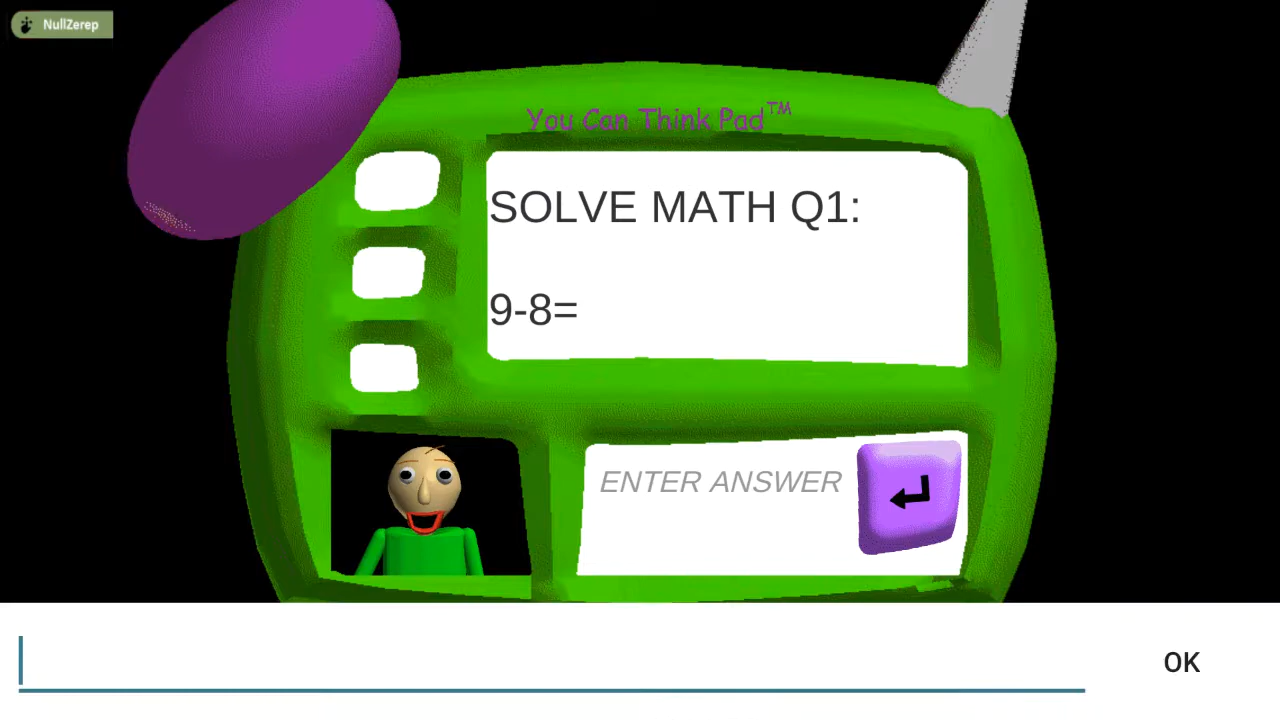 NullZerep
You Can Think Pad™
SOLVE MATH Q1:
9-8=
ENTER ANSWER
OK